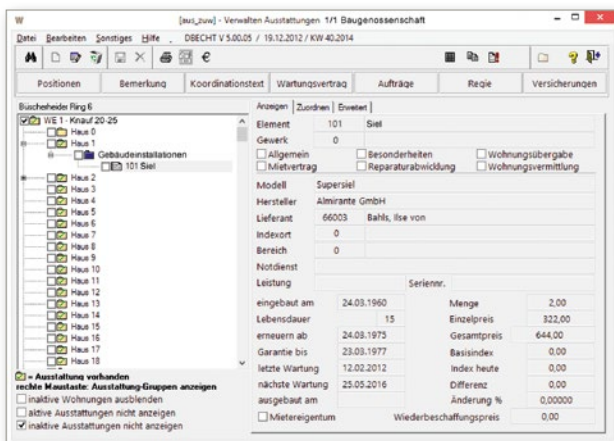 [aus_zuw] - Verwalten Ausstattungen 1/1 Baugenossenschaft
Datei Bearbeiten Sonstiges Hilfe . DBECHT V 5.00.05 / 19.12.2012 / KW 40.2014
Positionen Bemerkung Koordinationstext Wartungsvertrag Aufträge Regie Versicherungen
Büscherheider Ring 6
WE 1 - Knauf 20-25
Haus 0
Haus 1
Gebäudeinstallationen
101 Siel
Haus 2
Haus 3
Haus 4
Haus 5
Haus 6
Haus 7
Haus 8
Haus 9
Haus 10
Haus 11
Haus 12
Haus 13
Haus 14
Haus 15
Haus 16
Haus 17
Haus 18
= Ausstattung vorhanden
rechte Maustaste: Ausstattung-Gruppen anzeigen
inaktive Wohnungen ausblenden
aktive Ausstattungen nicht anzeigen
inaktive Ausstattungen nicht anzeigen
Anzeigen Zuordnen Erweitert
Element 101 Siel
Gewerk 0
Allgemein Besonderheiten Wohnungsübergabe
Mietvertrag Reparaturabwicklung Wohnungsvermittlung
Modell Supersiel
Hersteller Almirante GmbH
Lieferant 66003 Bahls, Ilse von
Indexort 0
Bereich 0
Notdienst
Leistung Seriennr.
eingebaut am 24.03.1960 Menge 2,00
Lebensdauer 15 Einzelpreis 322,00
erneuern ab 24.03.1975 Gesamtpreis 644,00
Garantie bis 23.03.1977 Basisindex 0,00
letzte Wartung 12.02.2012 Index heute 0,00
nächste Wartung 25.05.2016 Differenz 0,00
ausgebaut am Änderung % 0,00000
Mietereigentum Wiederbeschaffungspreis 0,00